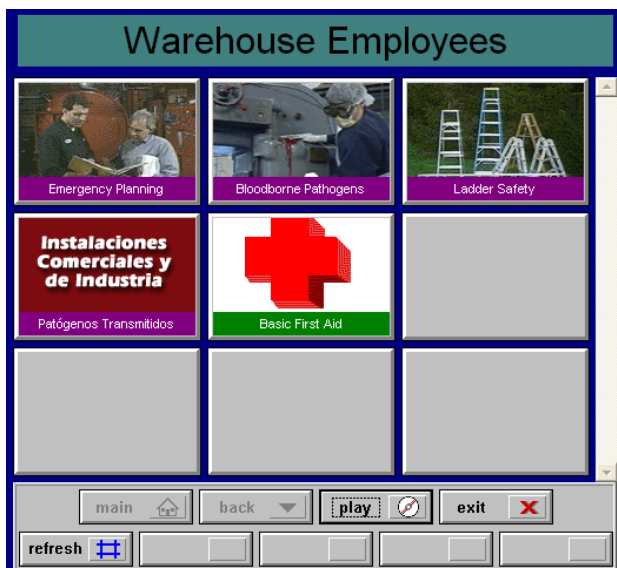 Warehouse Employees
Emergency Planning
Bloodborne Pathogens
Ladder Safety
Instalaciones
Comerciales y
de Industria
Patógenos Transmitidos
Basic First Aid
main
back
play
exit
refresh